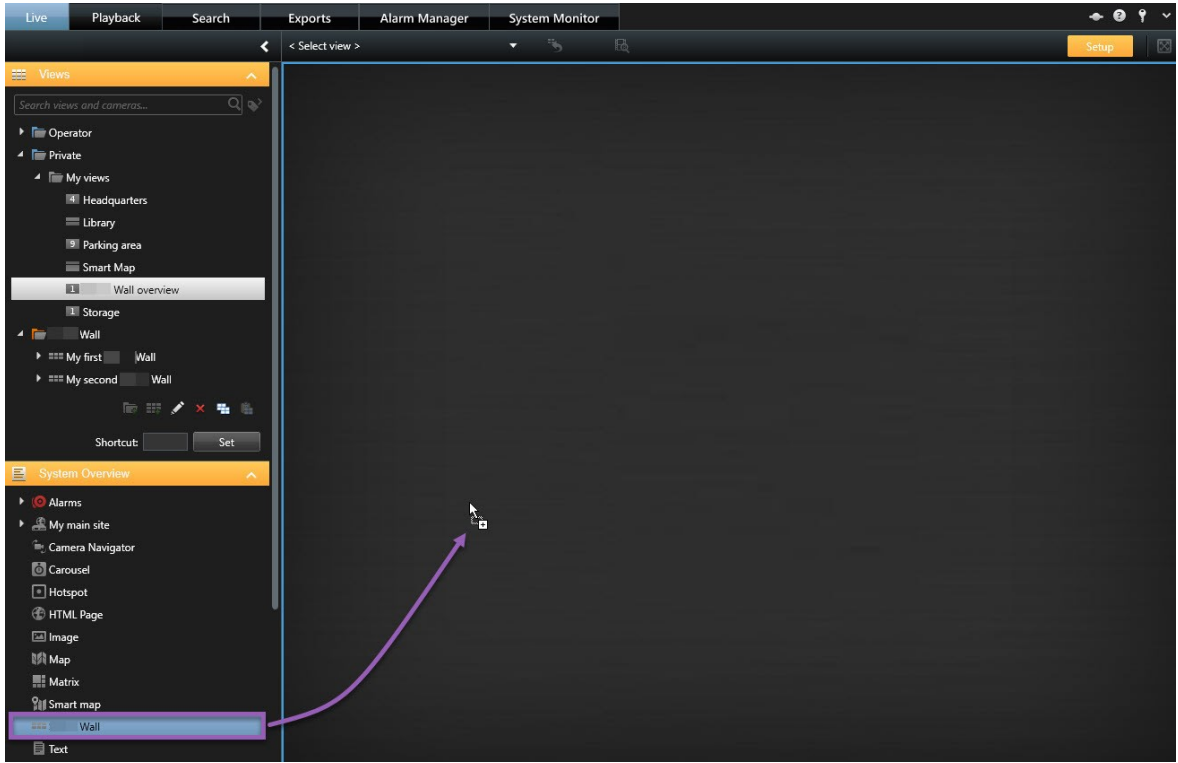 Live Playback Search Exports Alarm Manager System Monitor
< Select view > Setup
Views
Search views and cameras...
Operator
Private
My views
4 Headquarters
Library
9 Parking area
Smart Map
1 Wall overview
1 Storage
Wall
My first Wall
My second Wall
Shortcut: Set
System Overview
Alarms
My main site
Camera Navigator
Carousel
Hotspot
HTML Page
Image
Map
Matrix
Smart map
Wall
Text